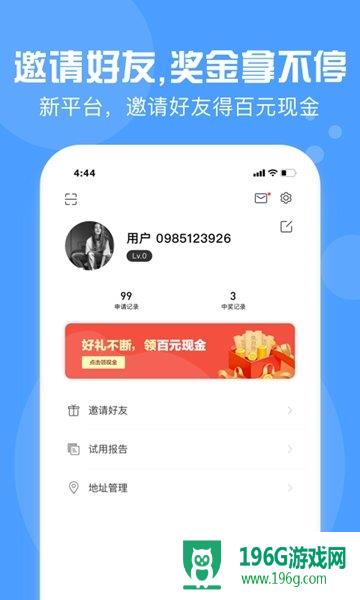 邀请好友,奖金拿不停
新平台，邀请好友得百元现金
4:44
用户 0985123926
Lv.0
99
3
申请记录
中奖记录
好礼不断，领百元现金
点击领现金
邀请好友
试用报告
地址管理
196G游戏网
www.196g.com